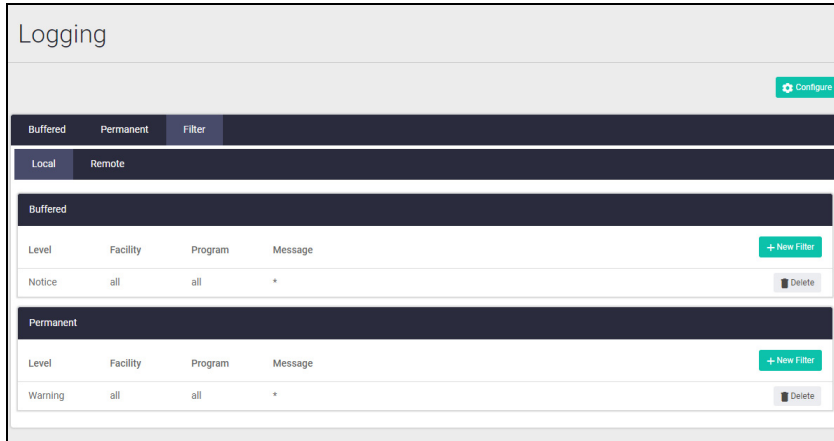 Logging
Configure
Buffered Permanent Filter
Local Remote
Buffered
Level Facility Program Message + New Filter
Notice all all * Delete
Permanent
Level Facility Program Message + New Filter
Warning all all * Delete